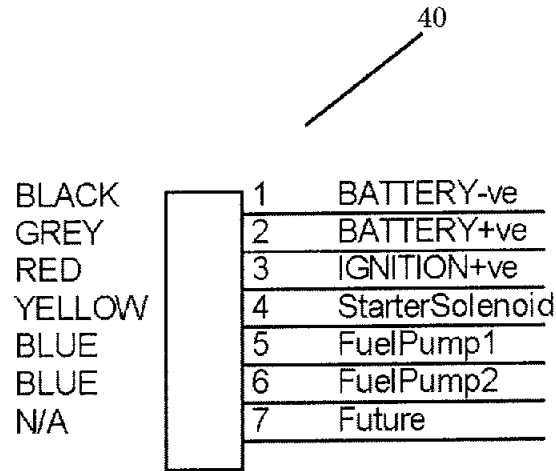 40
BLACK 1 BATTERY-ve
GREY 2 BATTERY+ve
RED 3 IGNITION+ve
YELLOW 4 StarterSolenoid
BLUE 5 FuelPump1
BLUE 6 FuelPump2
N/A 7 Future